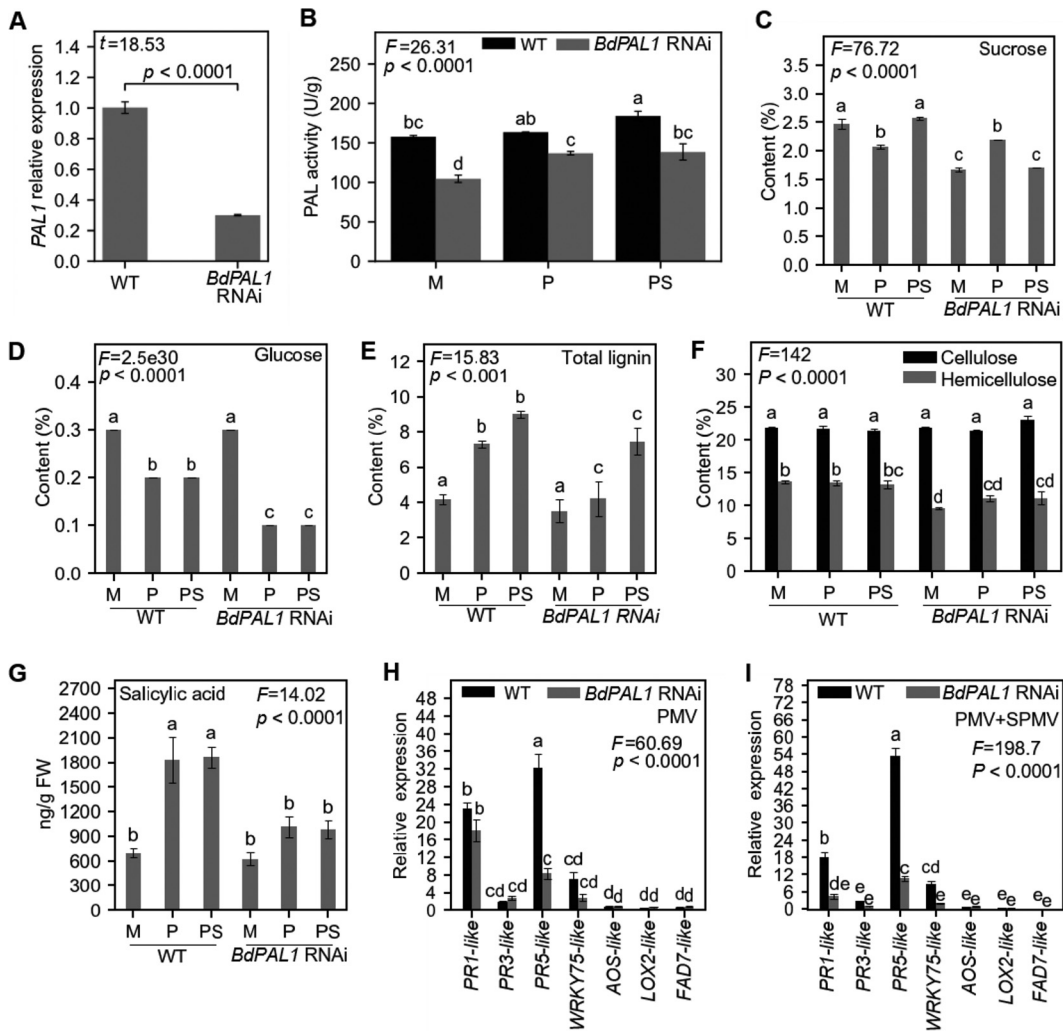 A
t=18.53
p < 0.0001
PAL1 relative expression
1.4
1.2
1.0
0.8
0.6
0.4
0.2
0.0
WT
BdPAL1
RNAi
B
WT
BdPAL1 RNAi
F=26.31
p < 0.0001
PAL activity (U/g)
250
200
150
100
50
0
bc
d
ab
c
a
bc
M
P
PS
C
F=76.72
Sucrose
p < 0.0001
Content (%)
3.5
3.0
2.5
2.0
1.5
1.0
0.5
0.0
a
b
a
c
b
c
M P PS M P PS
WT
BdPAL1 RNAi
D
F=2.5e30
Glucose
p < 0.0001
Content (%)
0.4
0.3
0.2
0.1
0.0
a
b
b
a
c
c
M P PS M P PS
WT
BdPAL1 RNAi
E
F=15.83
Total lignin
p < 0.001
Content (%)
12
10
8
6
4
2
0
a
b
b
a
c
c
M P PS M P PS
WT
BdPAL1 RNAi
F
F=142
P < 0.0001
Cellulose
Hemicellulose
Content (%)
30
25
20
15
10
5
0
a
b
a
b
a
bc
a
d
a
cd
a
cd
M P PS M P PS
WT
BdPAL1 RNAi
G
Salicylic acid
F=14.02
p < 0.0001
ng/g FW
2700
2400
2100
1800
1500
1200
900
600
300
0
b
a
a
b
b
b
M P PS M P PS
WT
BdPAL1 RNAi
H
WT
BdPAL1 RNAi
PMV
F=60.69
p < 0.0001
Relative expression
48
44
40
36
32
28
24
20
16
12
8
4
0
b
b
cd
cd
a
c
cd
cd
d
d
d
d
d
d
PR1-like
PR3-like
PR5-like
WRKY75-like
AOS-like
LOX2-like
FAD7-like
I
WT
BdPAL1 RNAi
PMV+SPMV
F=198.7
P < 0.0001
Relative expression
78
72
66
60
54
48
42
36
30
24
18
12
6
0
b
de
e
e
a
c
cd
e
e
e
e
e
e
e
PR1-like
PR3-like
PR5-like
WRKY75-like
AOS-like
LOX2-like
FAD7-like